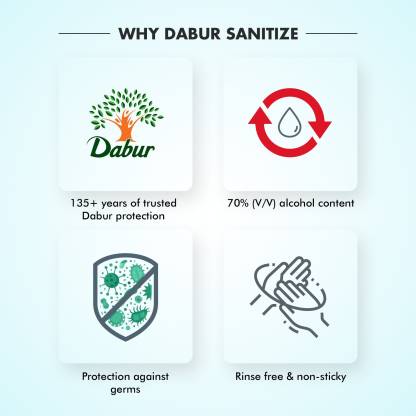 WHY DABUR SANITIZE
Dabur
135+ years of trusted
Dabur protection
70% (V/V) alcohol content
Protection against
germs
Rinse free & non-sticky